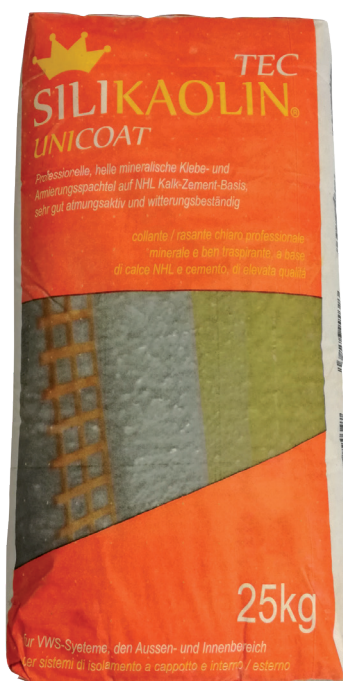 TEC
SILIKAOLIN®
UNICOAT
Professionelle, helle mineralische Klebe- und
Armierungsspachtel auf NHL Kalk-Zement-Basis,
sehr gut atmungsaktiv und witterungsbeständig
collante / rasante chiaro professionale
minerale e ben traspirante, a base
di calce NHL e cemento, di elevata qualità
25kg
für VWS-Systeme, den Aussen- und Innenbereich
per sistemi di isolamento a cappotto e interno / esterno